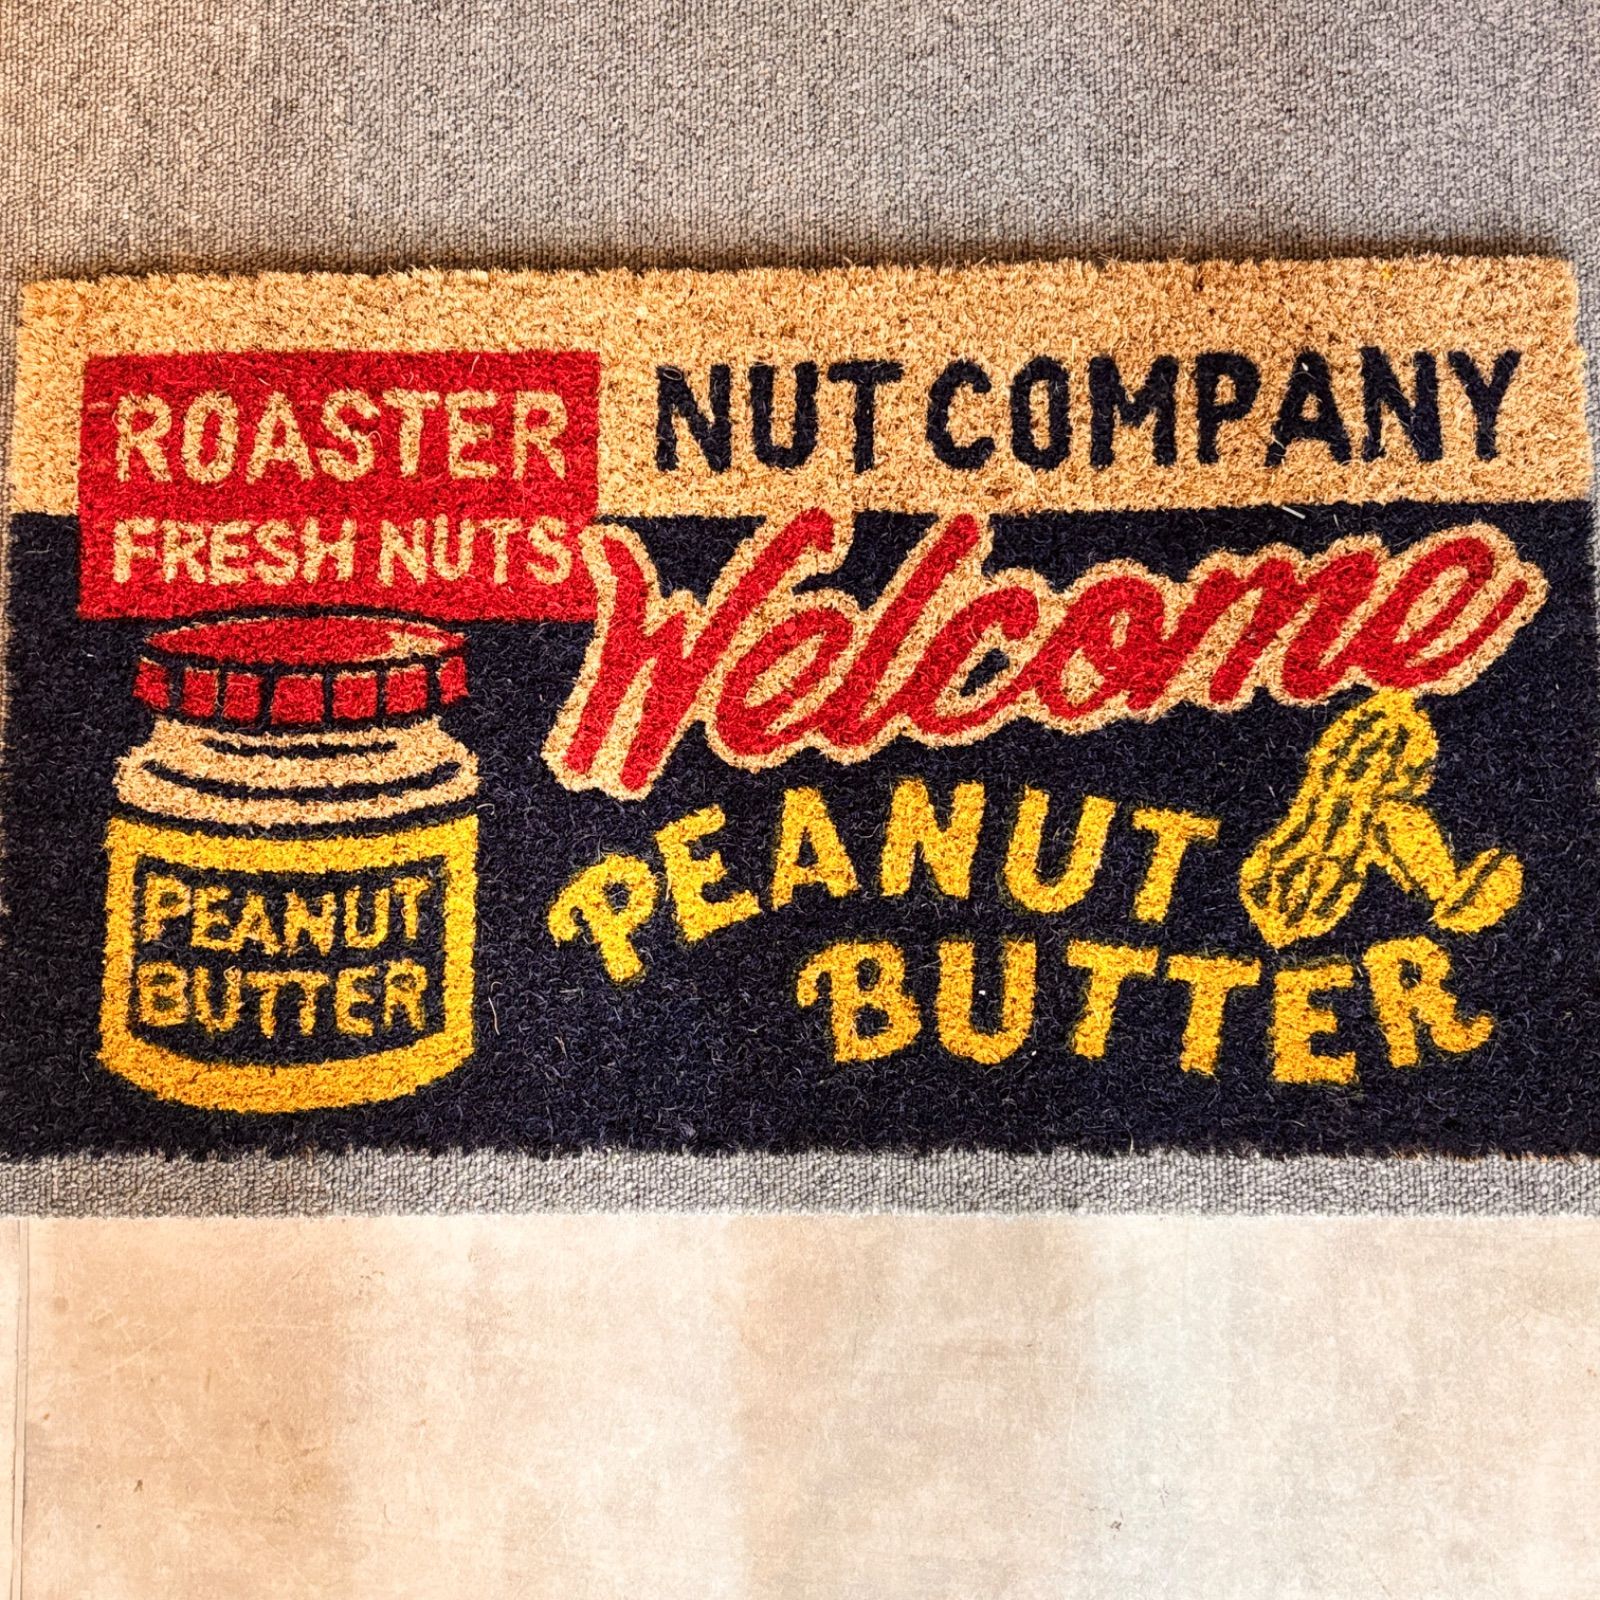 ROASTER
FRESH NUTS
NUT COMPANY
Welcome
PEANUT
BUTTER
PEANUT
BUTTER